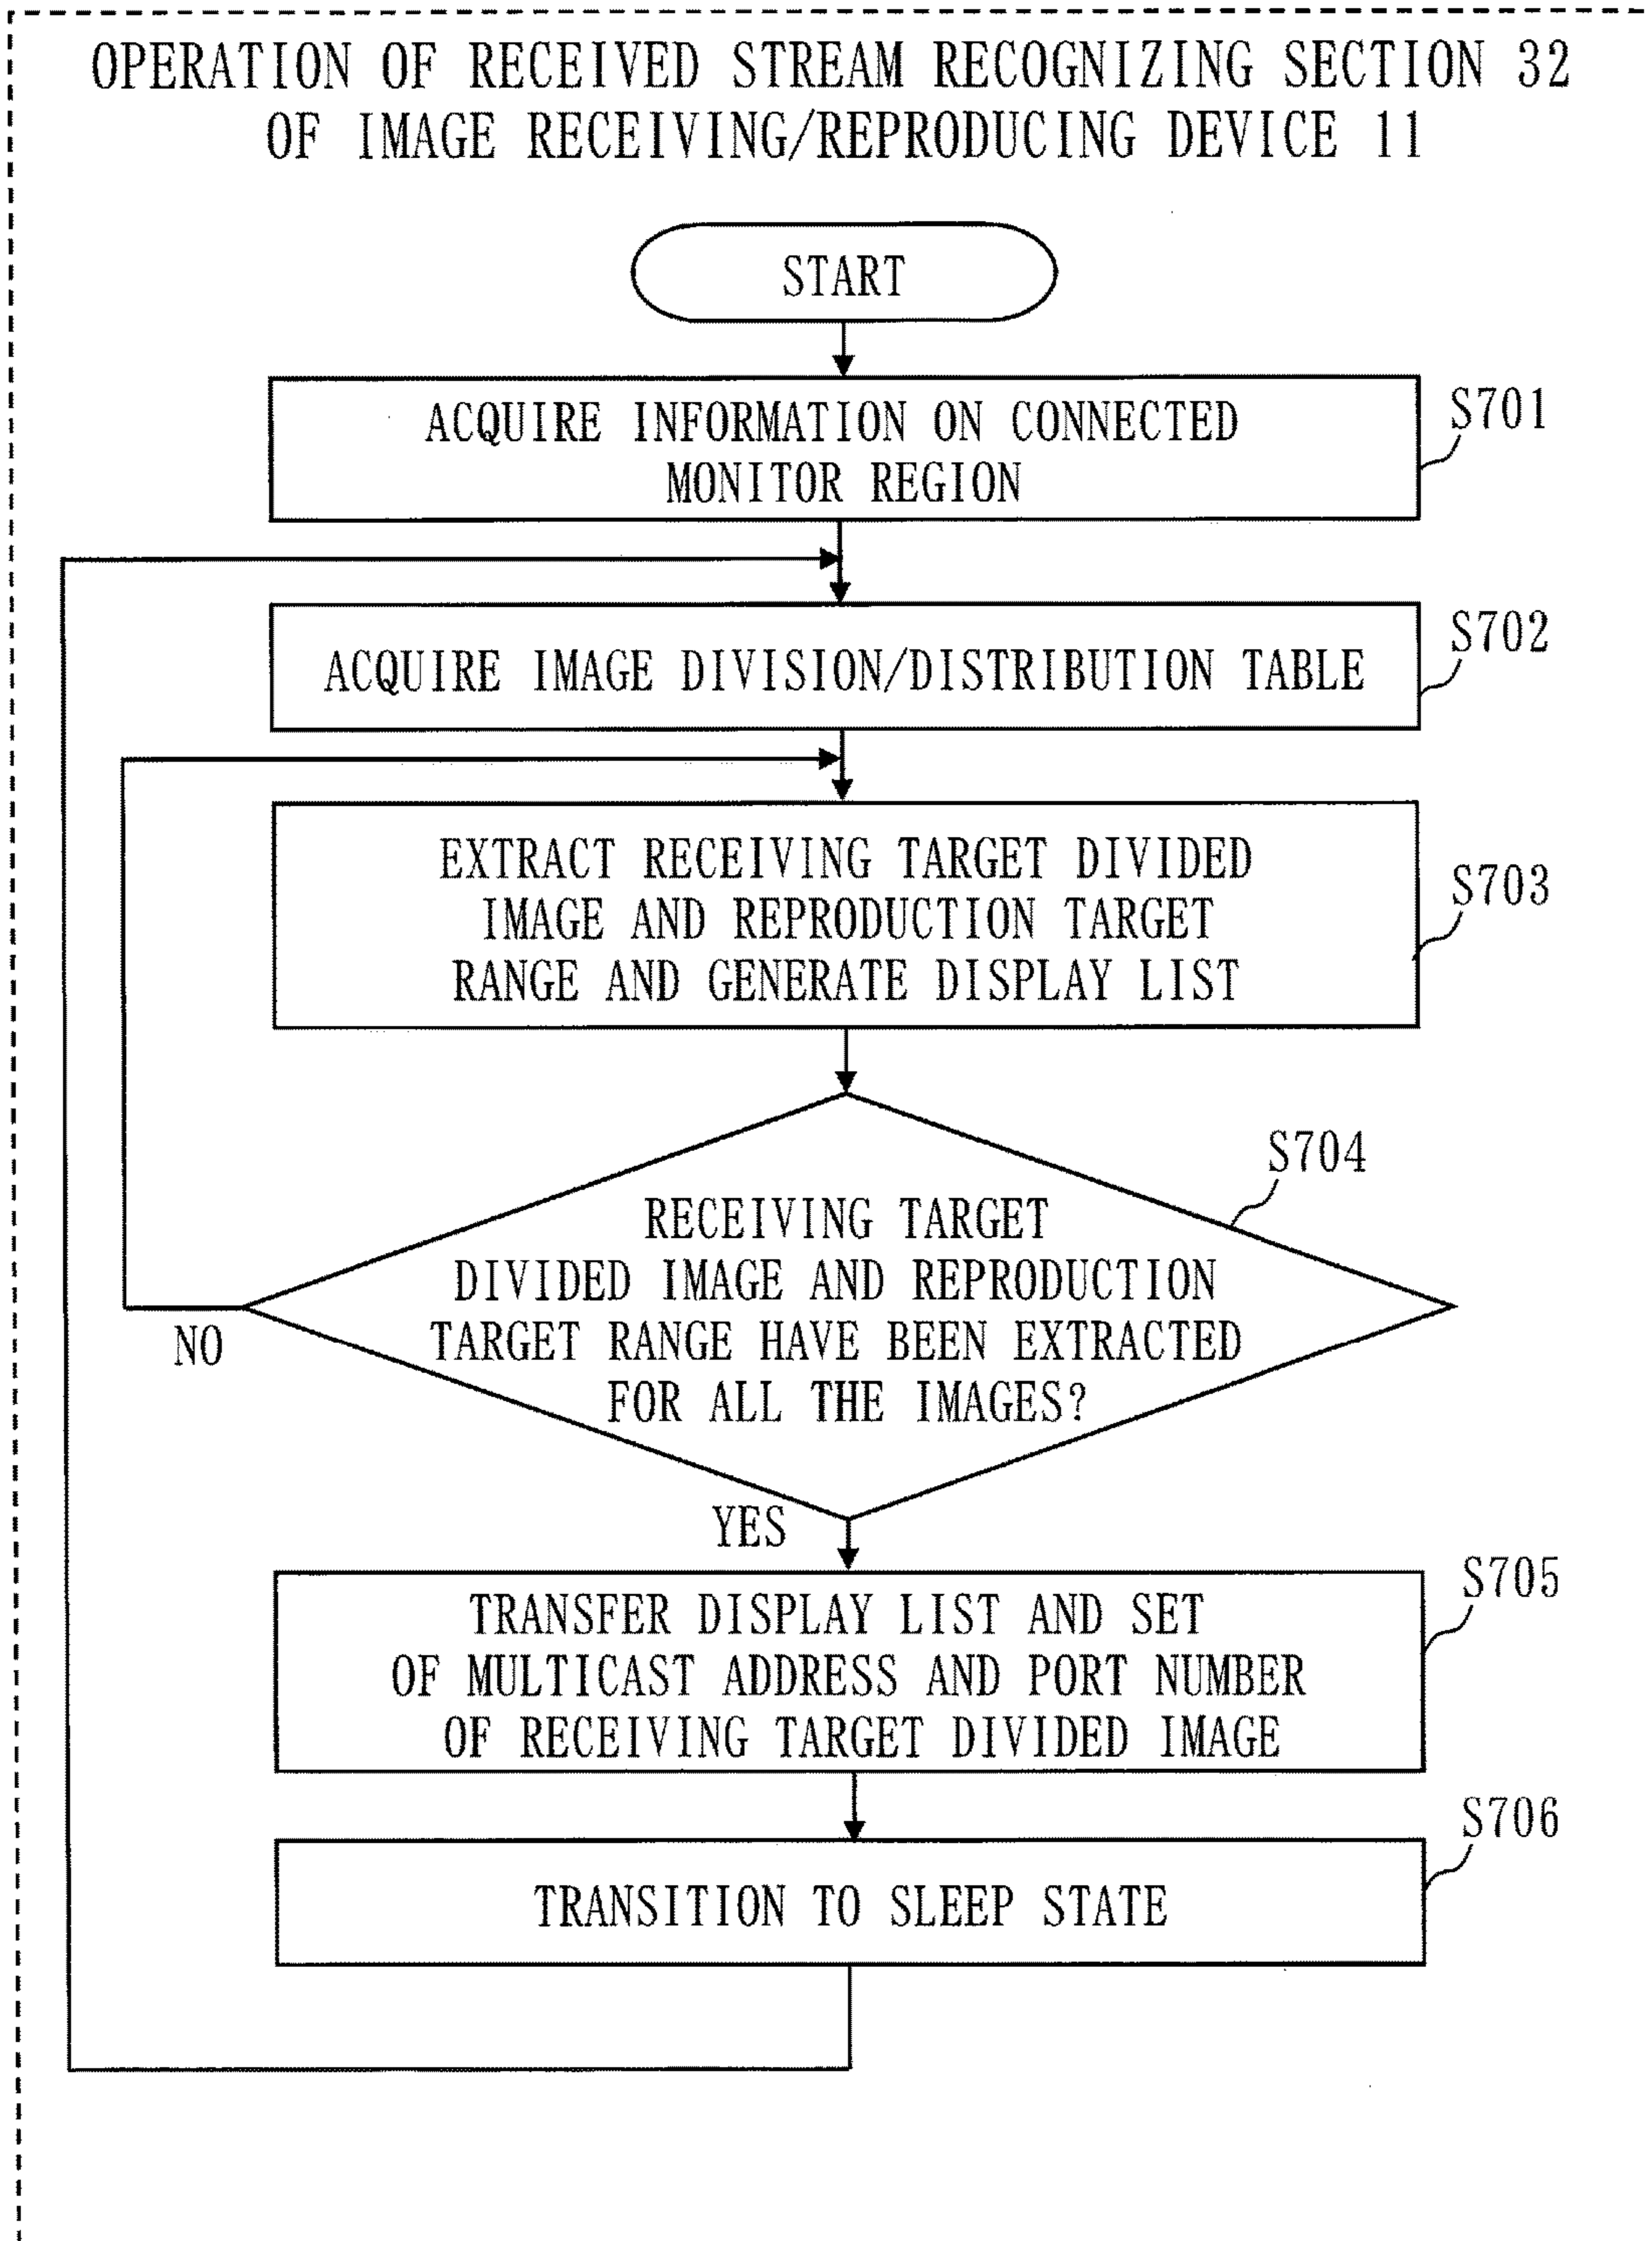 OPERATION OF RECEIVED STREAM RECOGNIZING SECTION 32
OF IMAGE RECEIVING/REPRODUCING DEVICE 11
START
ACQUIRE INFORMATION ON CONNECTED
MONITOR REGION
S701
ACQUIRE IMAGE DIVISION/DISTRIBUTION TABLE
S702
EXTRACT RECEIVING TARGET DIVIDED
IMAGE AND REPRODUCTION TARGET
RANGE AND GENERATE DISPLAY LIST
S703
S704
RECEIVING TARGET
DIVIDED IMAGE AND REPRODUCTION
TARGET RANGE HAVE BEEN EXTRACTED
FOR ALL THE IMAGES?
NO
YES
TRANSFER DISPLAY LIST AND SET
OF MULTICAST ADDRESS AND PORT NUMBER
OF RECEIVING TARGET DIVIDED IMAGE
S705
TRANSITION TO SLEEP STATE
S706